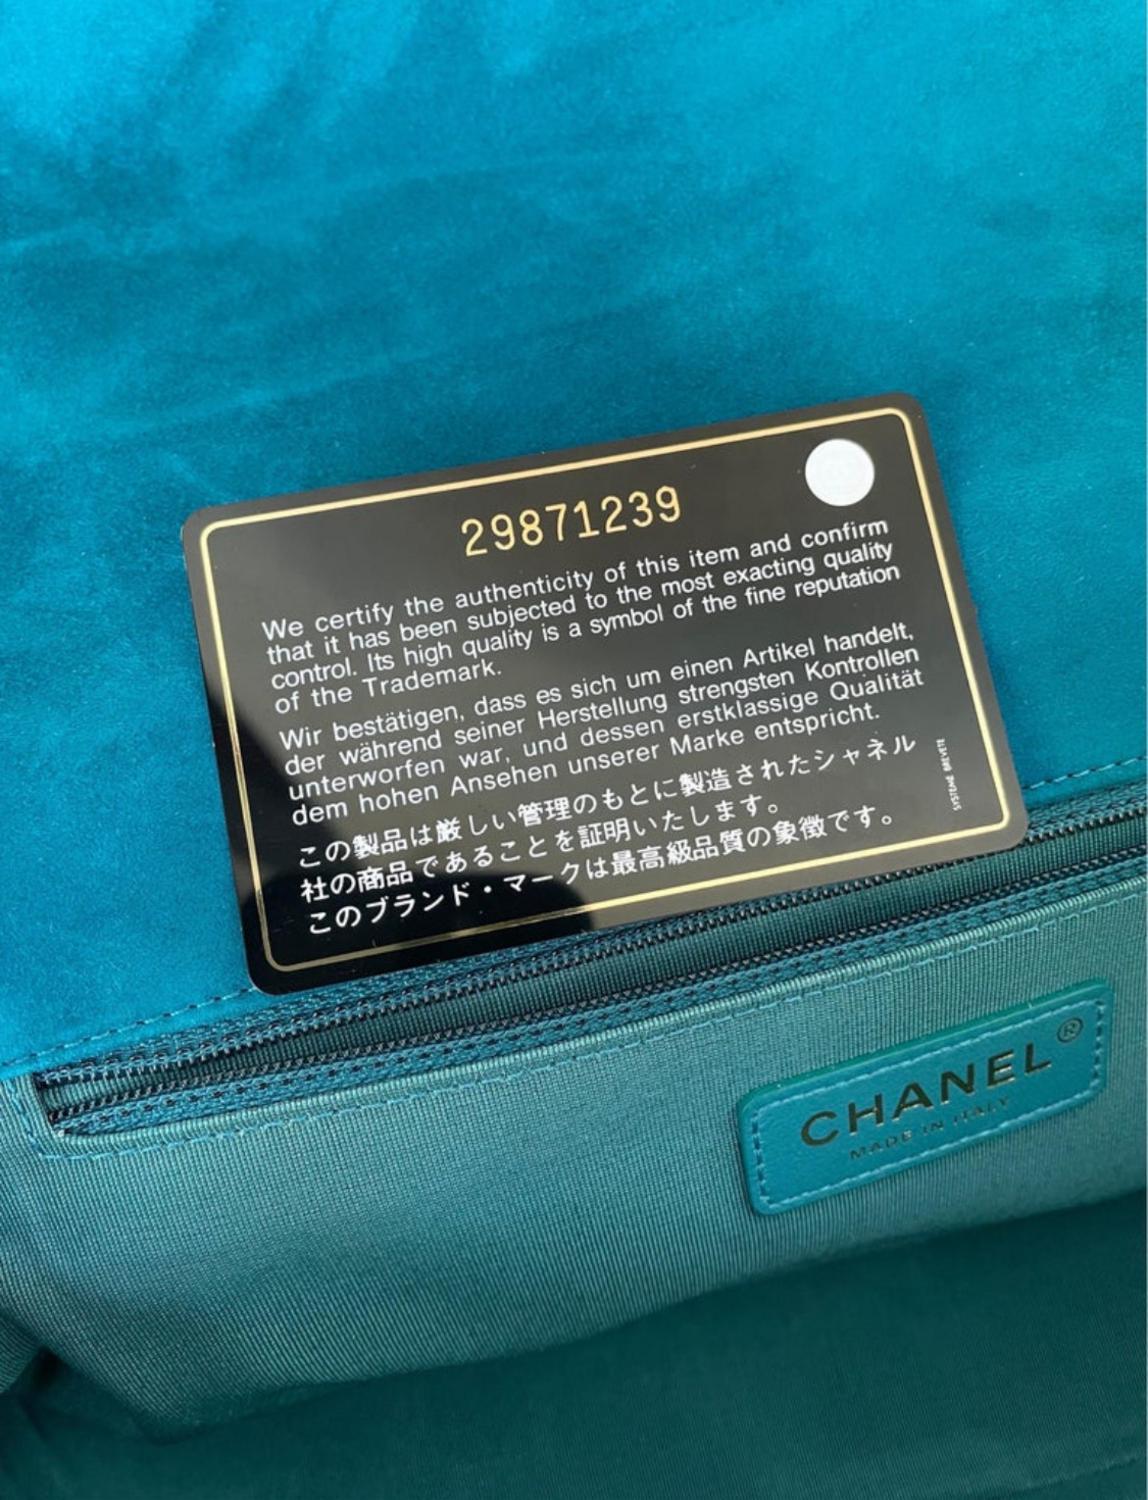 29871239
We certify the authenticity of this item and confirm
that it has been subjected to the most exacting quality
control. Its high quality is a symbol of the fine reputation
of the Trademark.
Wir bestätigen, dass es sich um einen Artikel handelt,
der während seiner Herstellung strengsten Kontrollen
unterworfen war, und dessen erstklassige Qualität
dem hohen Ansehen unserer Marke entspricht.
この製品は厳しい管理のもとに製造されたシャネル
社の商品であることを証明いたします。
このブランド・マークは最高級品質の象徴です。
SYSTEME BREVETE
CHANEL®
MADE IN ITALY